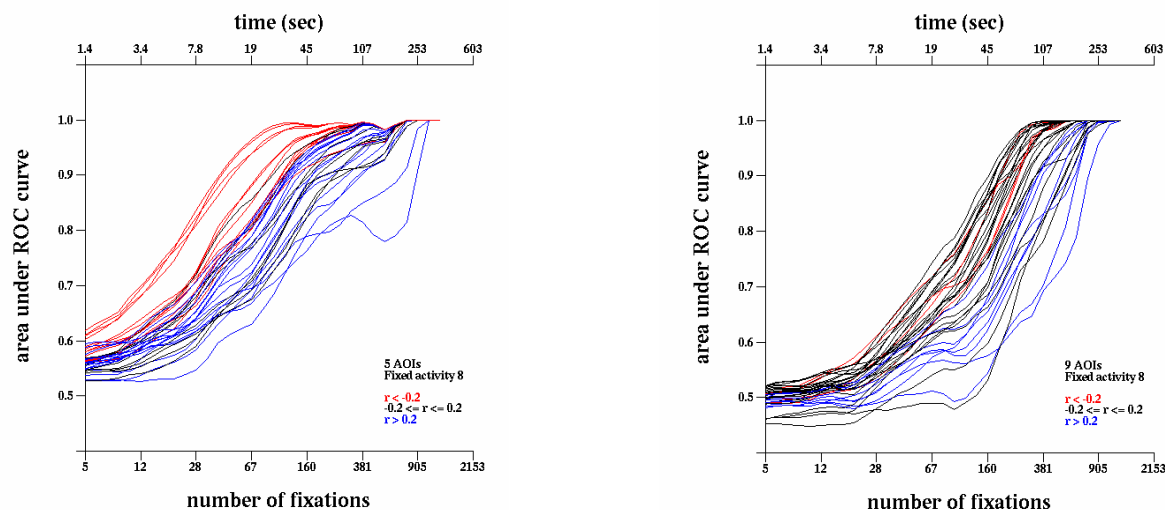 time (sec)
1.4 3.4 7.8 19 45 107 253 603
1.0
0.9
0.8
0.7
0.6
0.5
area under ROC curve
5 AOIs
Fixed activity 8
r < -0.2
-0.2 <= r <= 0.2
r > 0.2
5 12 28 67 160 381 905 2153
number of fixations
time (sec)
1.4 3.4 7.8 19 45 107 253 603
1.0
0.9
0.8
0.7
0.6
0.5
area under ROC curve
9 AOIs
Fixed activity 8
r < -0.2
-0.2 <= r <= 0.2
r > 0.2
5 12 28 67 160 381 905 2153
number of fixations